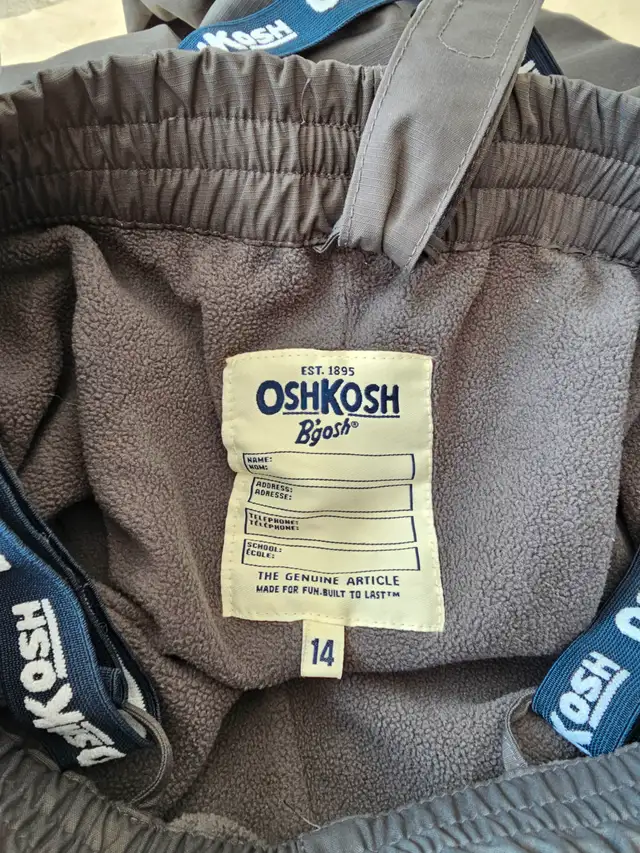 OSHKOSH
EST. 1895
OSHKOSH
B'gosh®
NAME:
NOM:
ADDRESS:
ADRESSE:
TELEPHONE:
TÉLÉPHONE:
SCHOOL:
ÉCOLE:
THE GENUINE ARTICLE
MADE FOR FUN. BUILT TO LAST™
14
OSHKOSH
KOSH